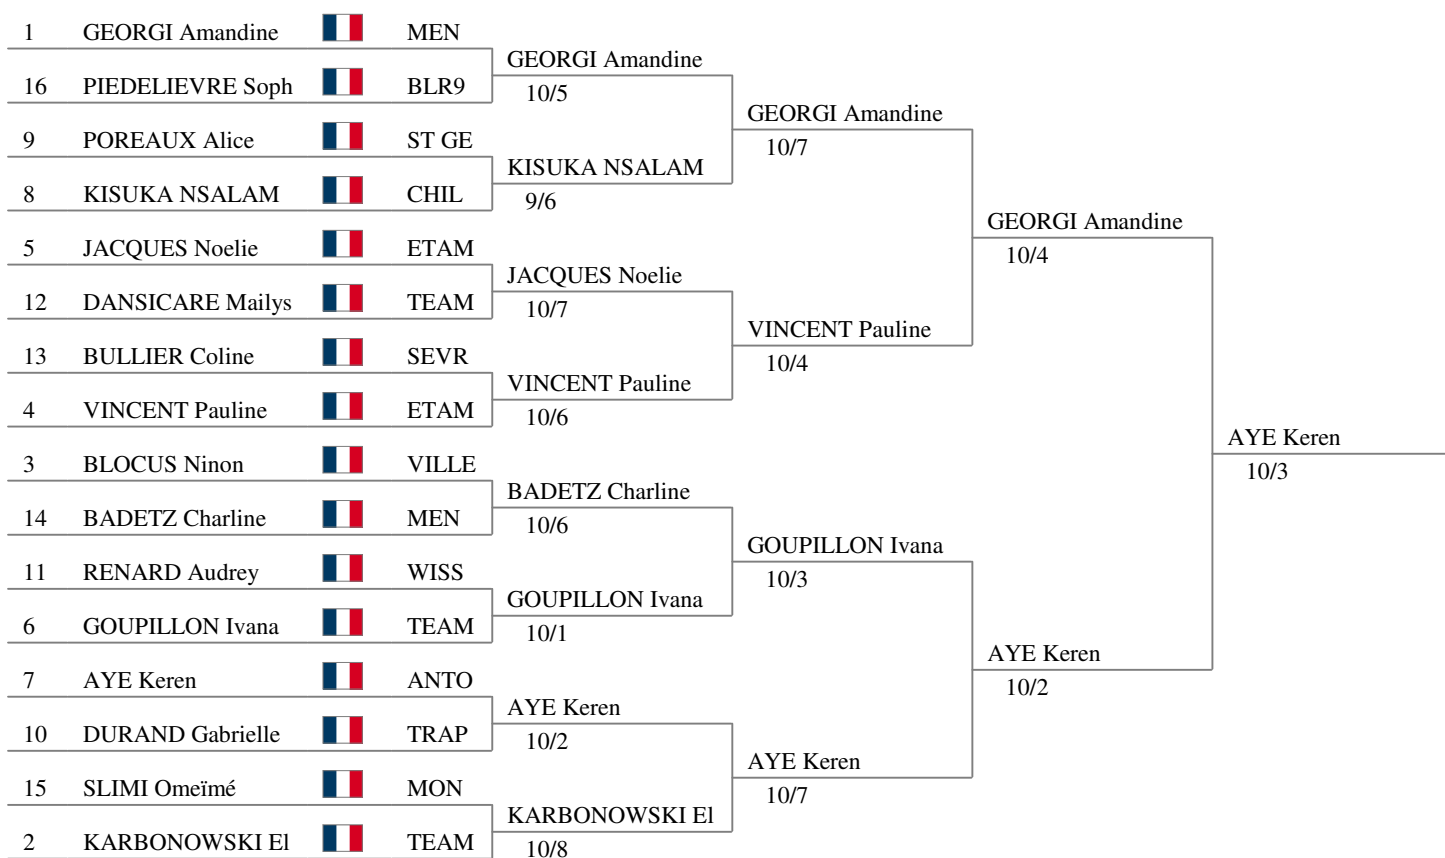 1 GEORGI Amandine MEN
16 PIEDELIEVRE Soph BLR9
9 POREAUX Alice ST GE
8 KISUKA NSALAM CHIL
5 JACQUES Noelie ETAM
12 DANSICARE Mailys TEAM
13 BULLIER Coline SEVR
4 VINCENT Pauline ETAM
3 BLOCUS Ninon VILLE
14 BADETZ Charline MEN
11 RENARD Audrey WISS
6 GOUPILLON Ivana TEAM
7 AYE Keren ANTO
10 DURAND Gabrielle TRAP
15 SLIMI Omeïmé MON
2 KARBONOWSKI El TEAM
GEORGI Amandine
10/5
KISUKA NSALAM
9/6
JACQUES Noelie
10/7
VINCENT Pauline
10/6
BADETZ Charline
10/6
GOUPILLON Ivana
10/1
AYE Keren
10/2
KARBONOWSKI El
10/8
GEORGI Amandine
10/7
VINCENT Pauline
10/4
GOUPILLON Ivana
10/3
AYE Keren
10/7
GEORGI Amandine
10/4
AYE Keren
10/2
AYE Keren
10/3